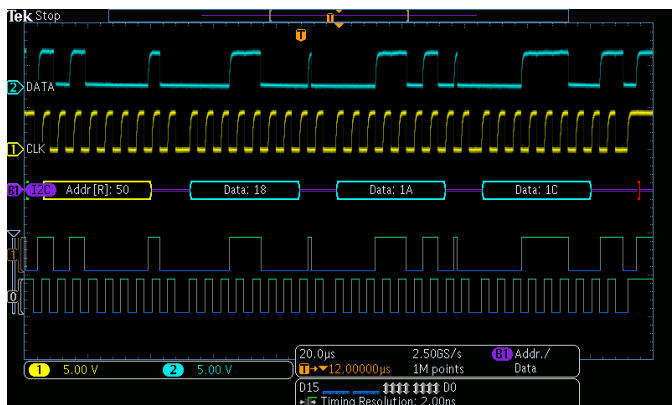 Tek Stop
T
T
2 DATA
T CLK
B1 I2C Addr[R]: 50 Data: 18 Data: 1A Data: 1C
1 5.00 V 2 5.00 V
20.0µs 2.50GS/s B1 Addr./
T→▼12.00000µs 1M points Data
D15 D0
Timing Resolution: 2.00ns